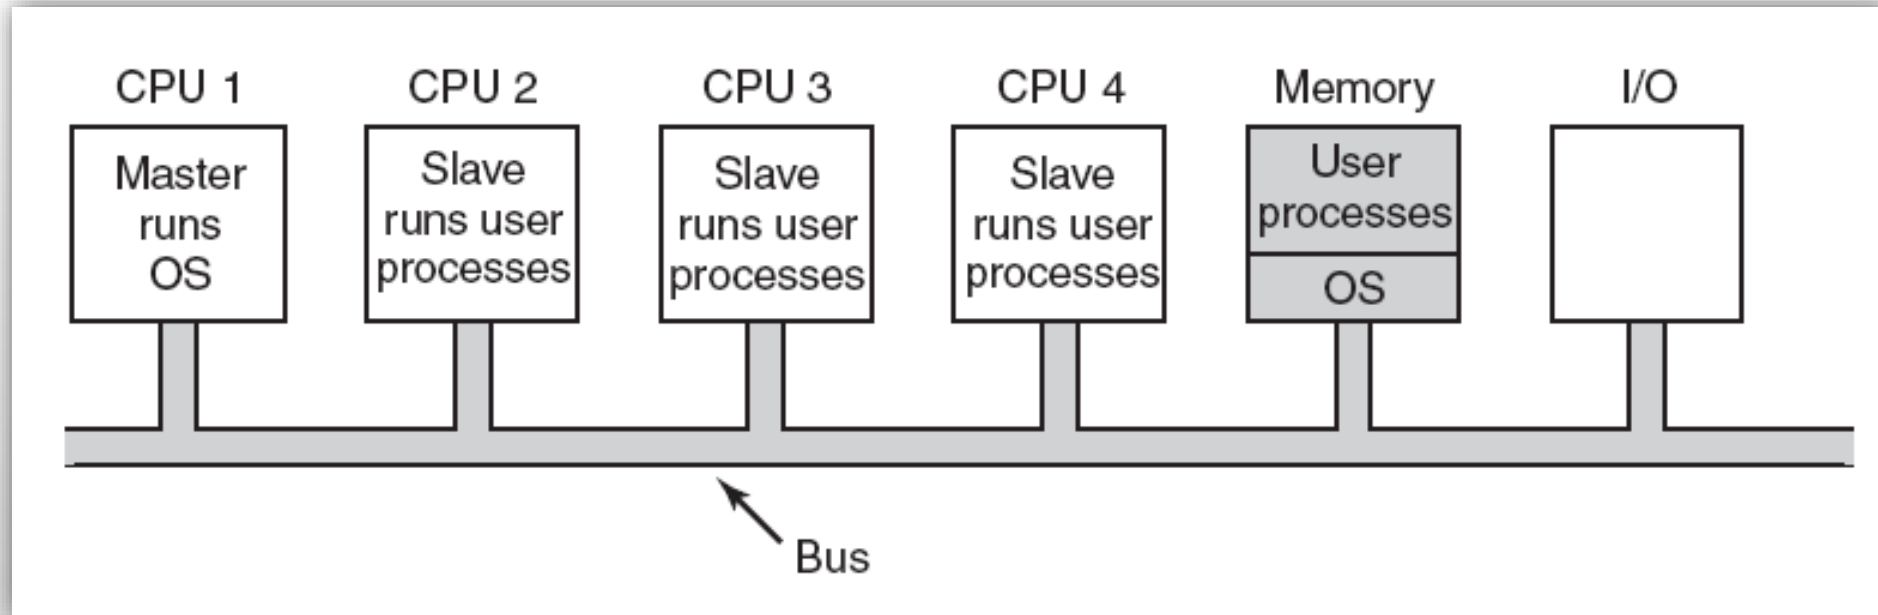 CPU 1
CPU 2
CPU 3
CPU 4
Memory
I/O
Master
runs
OS
Slave
runs user
processes
Slave
runs user
processes
Slave
runs user
processes
User
processes
OS
Bus